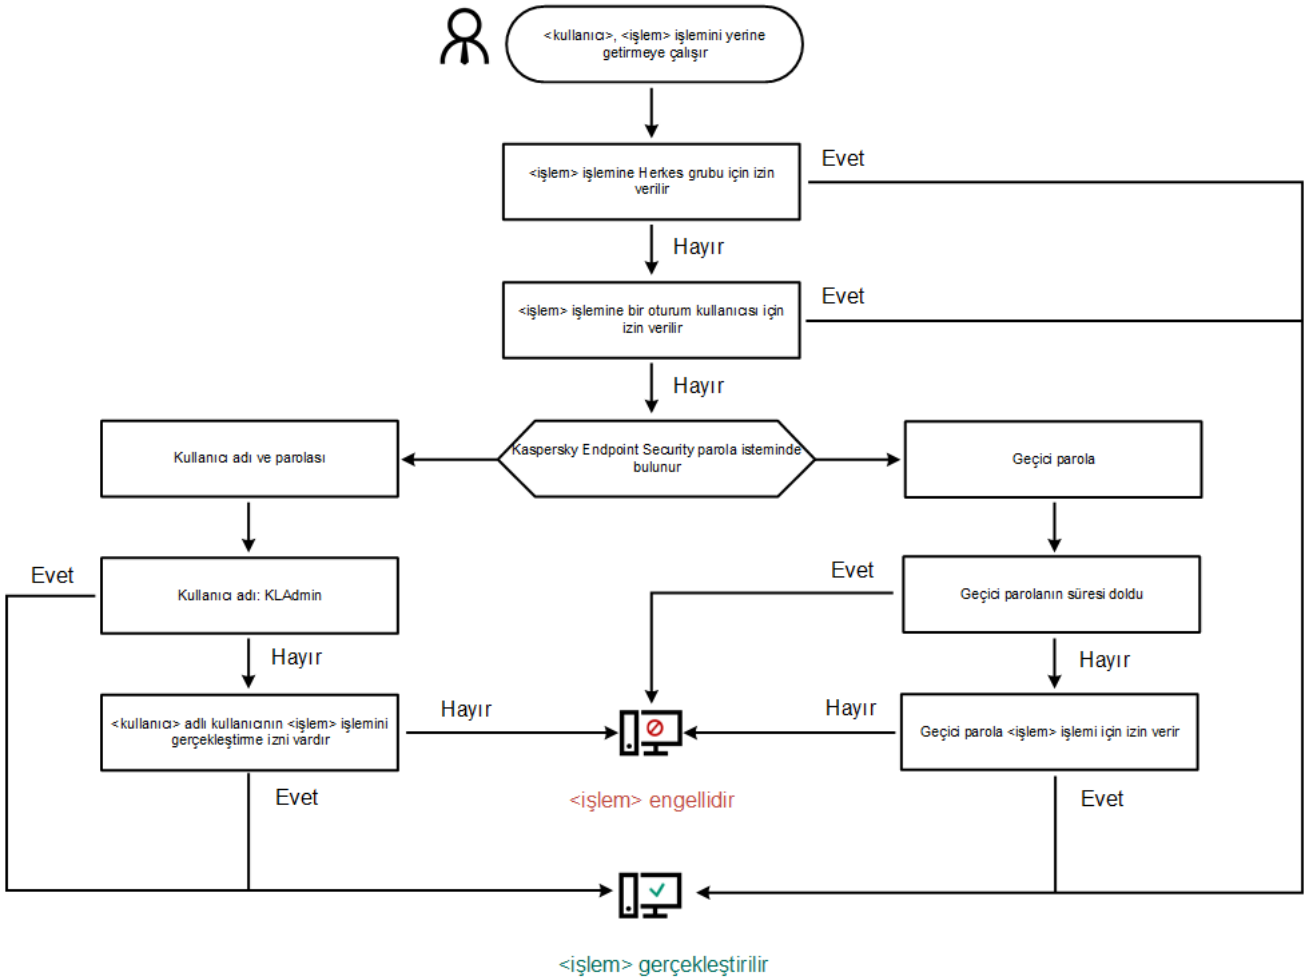 <kullanıcı>, <işlem> işlemini yerine
getirmeye çalışır
Evet
<işlem> işlemine Herkes grubu için izin
verilir
Hayır
Evet
<işlem> işlemine bir oturum kullanıcısı için
izin verilir
Hayır
Kullanıcı adı ve parolası
Kaspersky Endpoint Security parola isteminde
bulunur
Geçici parola
Evet
Kullanıcı adı: KLAdmin
Evet
Geçici parolanın süresi doldu
Hayır
Hayır
<kullanıcı> adlı kullanıcının <işlem> işlemini
gerçekleştirme izni vardır
Hayır
Hayır
Geçici parola <işlem> işlemi için izin verir
Evet
<işlem> engellidir
Evet
<işlem> gerçekleştirilir